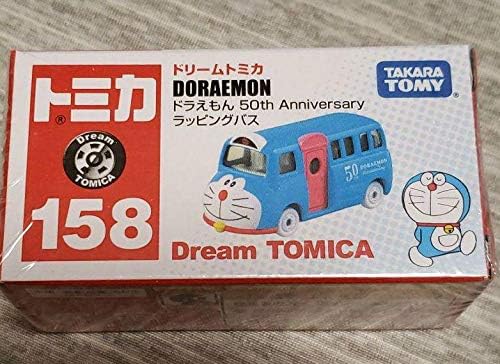 トミカ
®
Dream
TOMICA
158
ドリームトミカ
DORAEMON
ドラえもん 50th Anniversary
ラッピングバス
TAKARA
TOMY
50 DORAEMON
Dream TOMICA